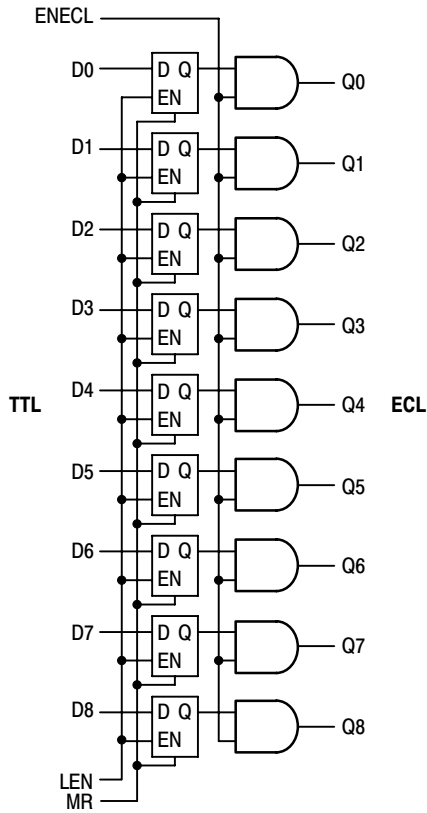 ENECL
D0 D Q EN Q0
D1 D Q EN Q1
D2 D Q EN Q2
D3 D Q EN Q3
TTL D4 D Q EN Q4 ECL
D5 D Q EN Q5
D6 D Q EN Q6
D7 D Q EN Q7
D8 D Q EN Q8
LEN
MR